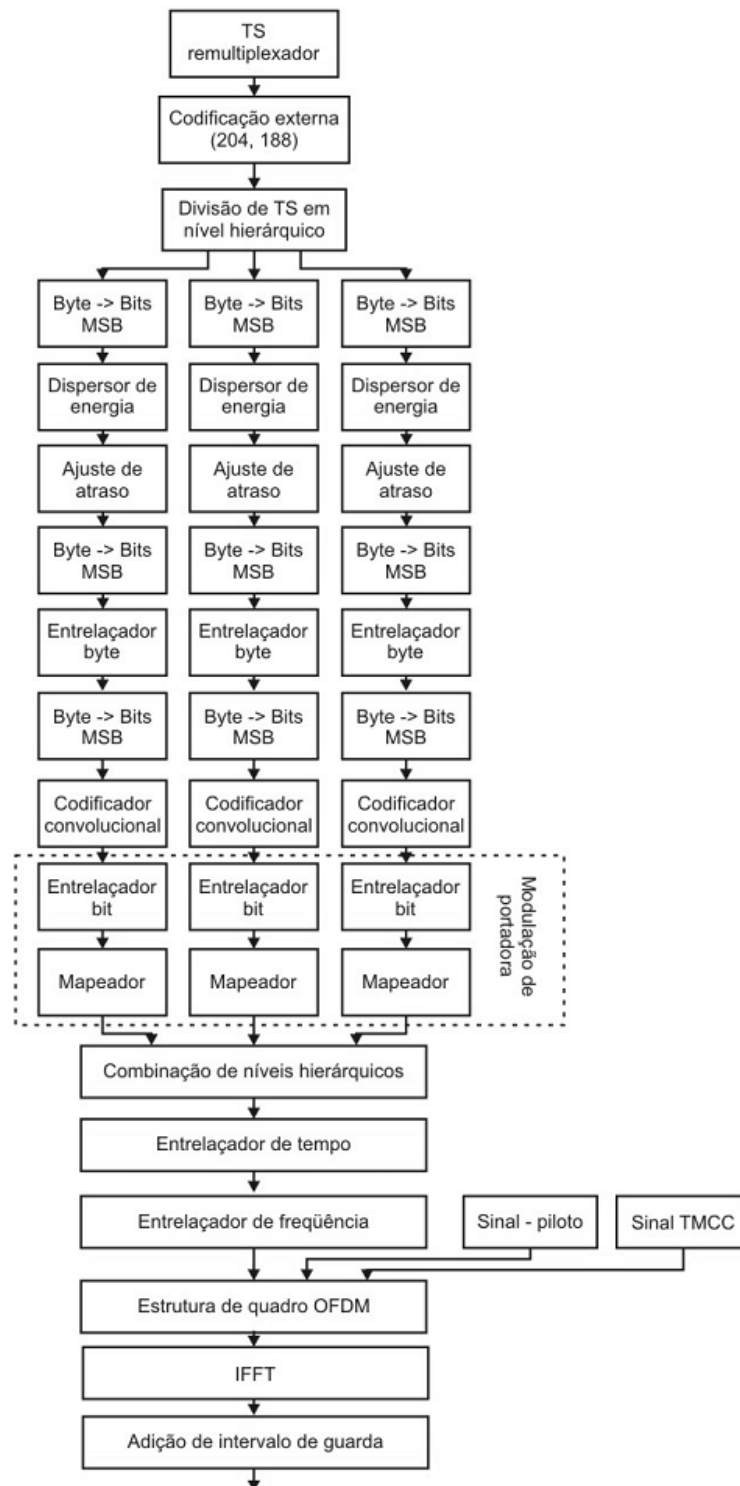 TS
remultiplexador
Codificação externa
(204, 188)
Divisão de TS em
nível hierárquico
Byte -> Bits
MSB
Byte -> Bits
MSB
Byte -> Bits
MSB
Dispersor de
energia
Dispersor de
energia
Dispersor de
energia
Ajuste de
atraso
Ajuste de
atraso
Ajuste de
atraso
Byte -> Bits
MSB
Byte -> Bits
MSB
Byte -> Bits
MSB
Entrelaçador
byte
Entrelaçador
byte
Entrelaçador
byte
Byte -> Bits
MSB
Byte -> Bits
MSB
Byte -> Bits
MSB
Codificador
convolucional
Codificador
convolucional
Codificador
convolucional
Entrelaçador
bit
Entrelaçador
bit
Entrelaçador
bit
Modulação de
portadora
Mapeador
Mapeador
Mapeador
Combinação de níveis hierárquicos
Entrelaçador de tempo
Entrelaçador de freqüência
Sinal - piloto
Sinal TMCC
Estrutura de quadro OFDM
IFFT
Adição de intervalo de guarda